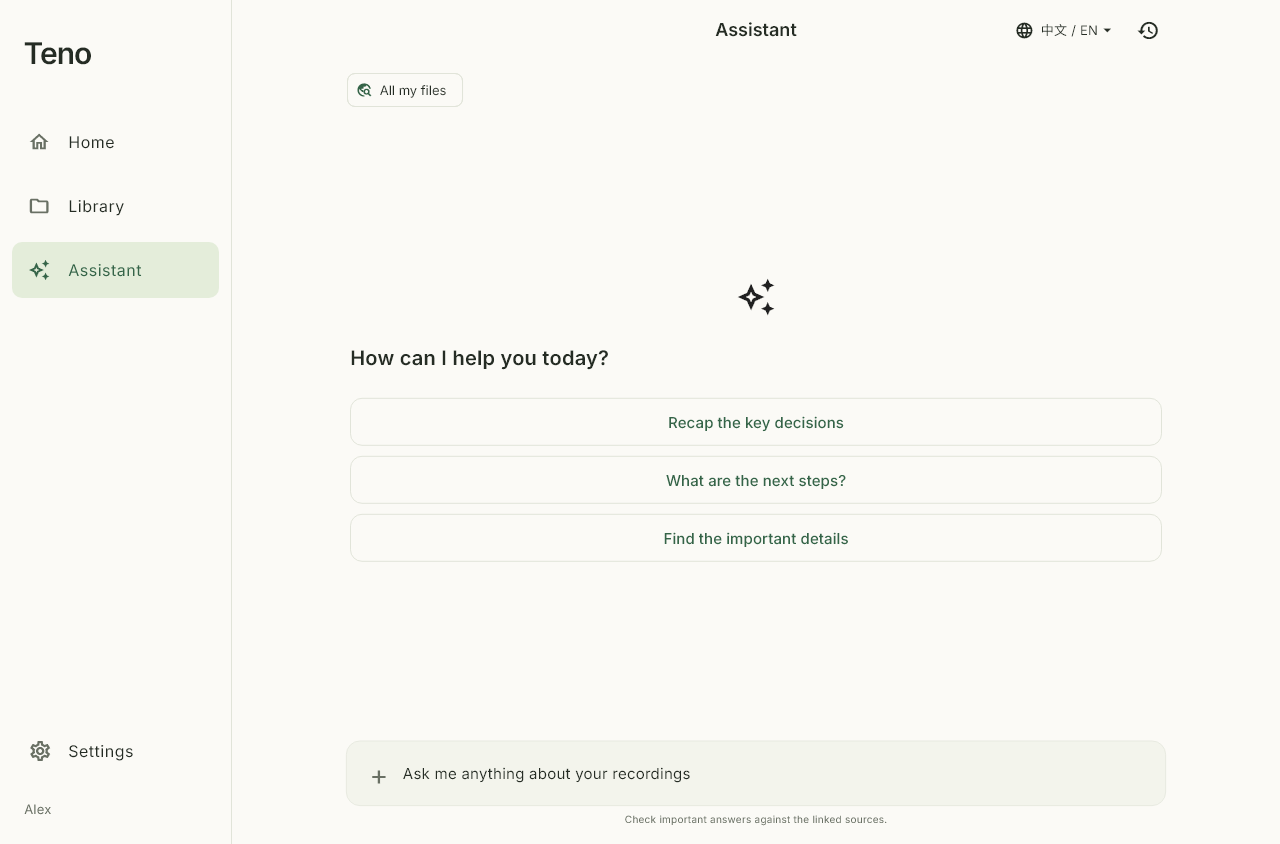 Teno
Home
Library
Assistant
Settings
Alex
Assistant
中文 / EN
All my files
How can I help you today?
Recap the key decisions
What are the next steps?
Find the important details
Ask me anything about your recordings
Check important answers against the linked sources.